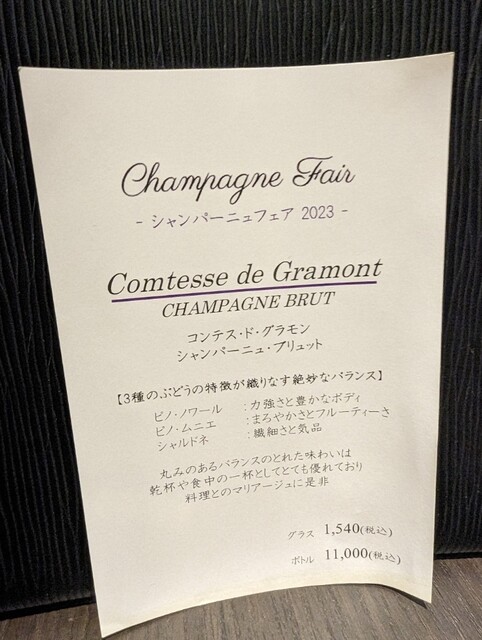 Champagne Fair
- シャンパーニュフェア 2023 -
Comtesse de Gramont
CHAMPAGNE BRUT
コンテス・ド・グラモン
シャンパーニュ・ブリュット
【3種のぶどうの特徴が織りなす絶妙なバランス】
ピノ・ノワール : 力強さと豊かなボディ
ピノ・ムニエ : まろやかさとフルーティーさ
シャルドネ : 繊細さと気品
丸みのあるバランスのとれた味わいは
乾杯や食中の一杯としてとても優れており
料理とのマリアージュに是非
グラス 1,540(税込)
ボトル 11,000(税込)